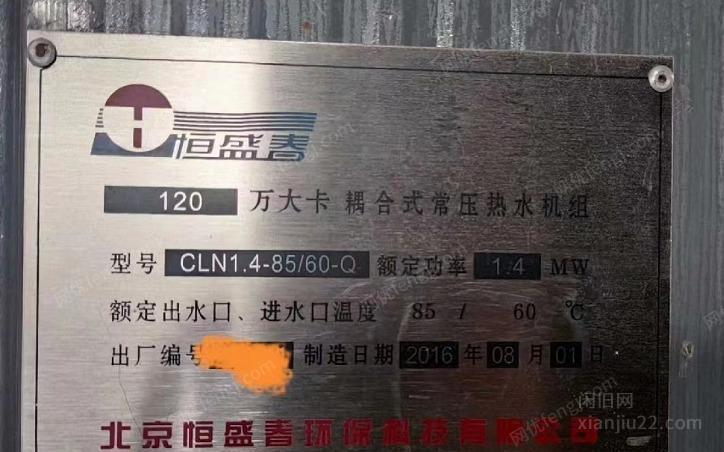 恒盛春
120 万大卡 耦合式常压热水机组
型号 CLN1.4-85/60-Q 额定功率 1.4 MW
额定出水口、进水口温度 85 / 60 ℃
出厂编号 制造日期 2016 年 08 月 01 日
北京恒盛春环保科技有限公司
闲旧网
xianjiu22.com